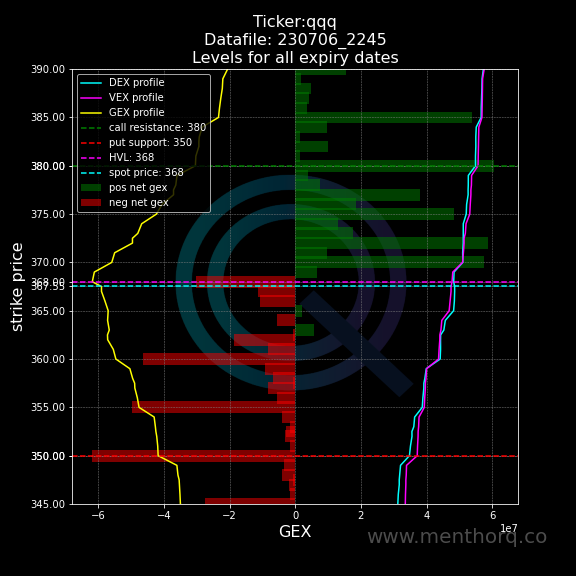 Ticker:qqq
Datafile: 230706_2245
Levels for all expiry dates
DEX profile
VEX profile
GEX profile
call resistance: 380
put support: 350
HVL: 368
spot price: 368
pos net gex
neg net gex
strike price
390.00
385.00
380.00
375.00
370.00
368.00
367.55
365.00
360.00
355.00
350.00
345.00
−6 −4 −2 0 2 4 6
1e7
GEX
www.menthorq.co